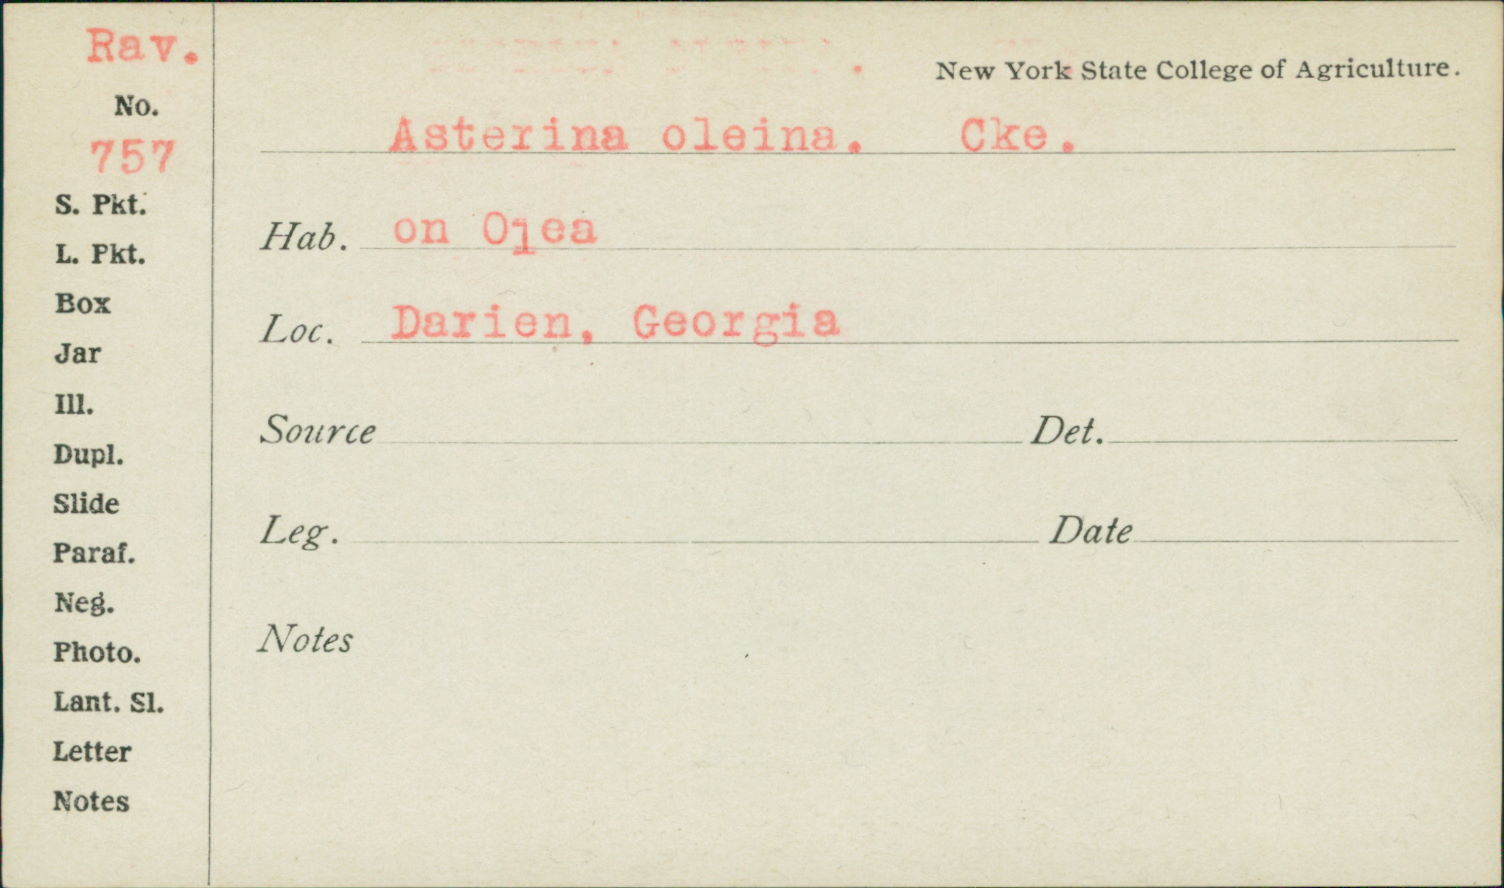 Rav.
New York State College of Agriculture.
No.
757
Asterina oleina. Cke.
S. Pkt.
Hab. on Ojea
L. Pkt.
Box
Loc. Darien, Georgia
Jar
Ill.
Source Det.
Dupl.
Slide
Leg. Date
Paraf.
Neg.
Notes
Photo.
Lant. Sl.
Letter
Notes